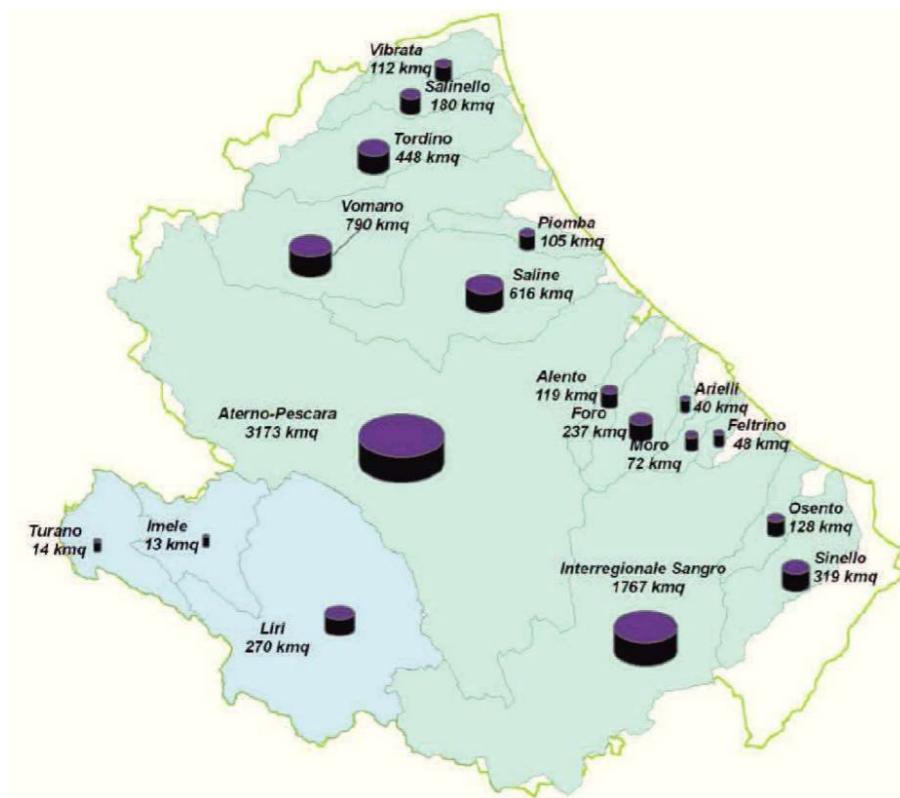 Vibrata
112 kmq
Salinello
180 kmq
Tordino
448 kmq
Vomano
790 kmq
Piomba
105 kmq
Saline
616 kmq
Alento
119 kmq
Arielli
40 kmq
Foro
237 kmq
Feltrino
48 kmq
Moro
72 kmq
Aterno-Pescara
3173 kmq
Turano
14 kmq
Imele
13 kmq
Osento
128 kmq
Sinello
319 kmq
Interregionale Sangro
1767 kmq
Liri
270 kmq